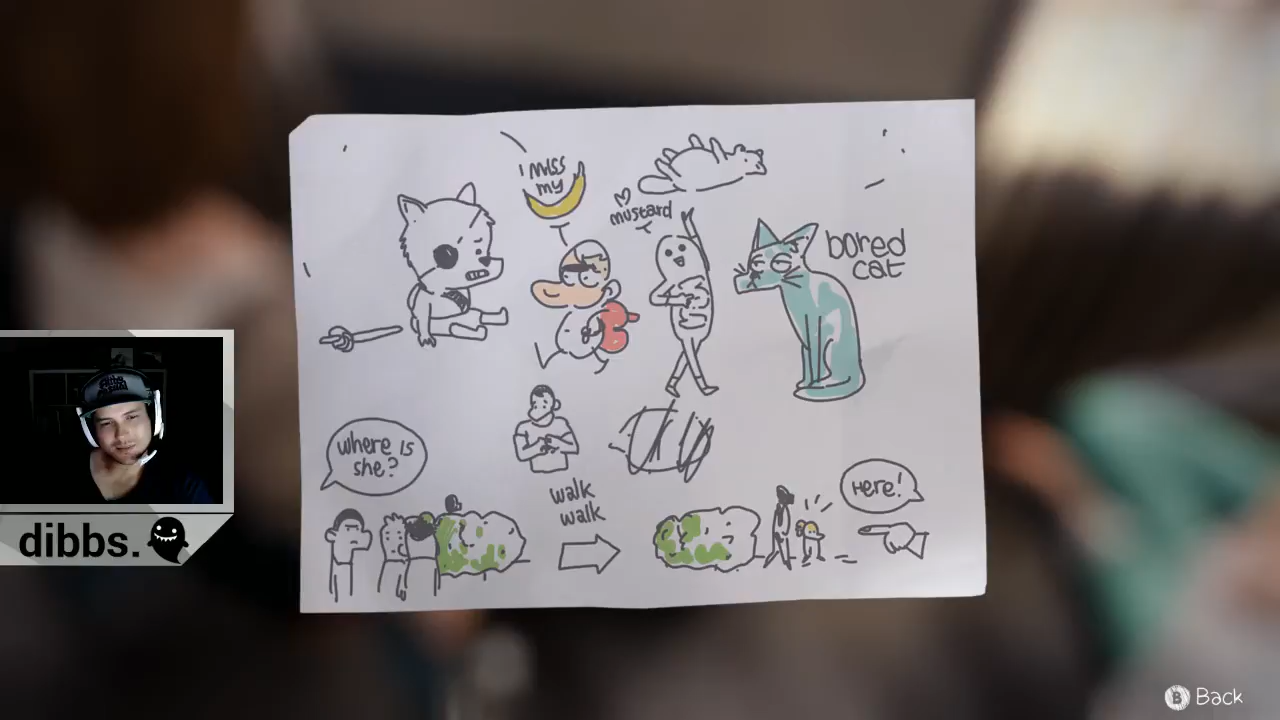 I MISS
MY
mustard
bored
cat
where is
she?
walk
walk
HERE!
dibbs.
B Back